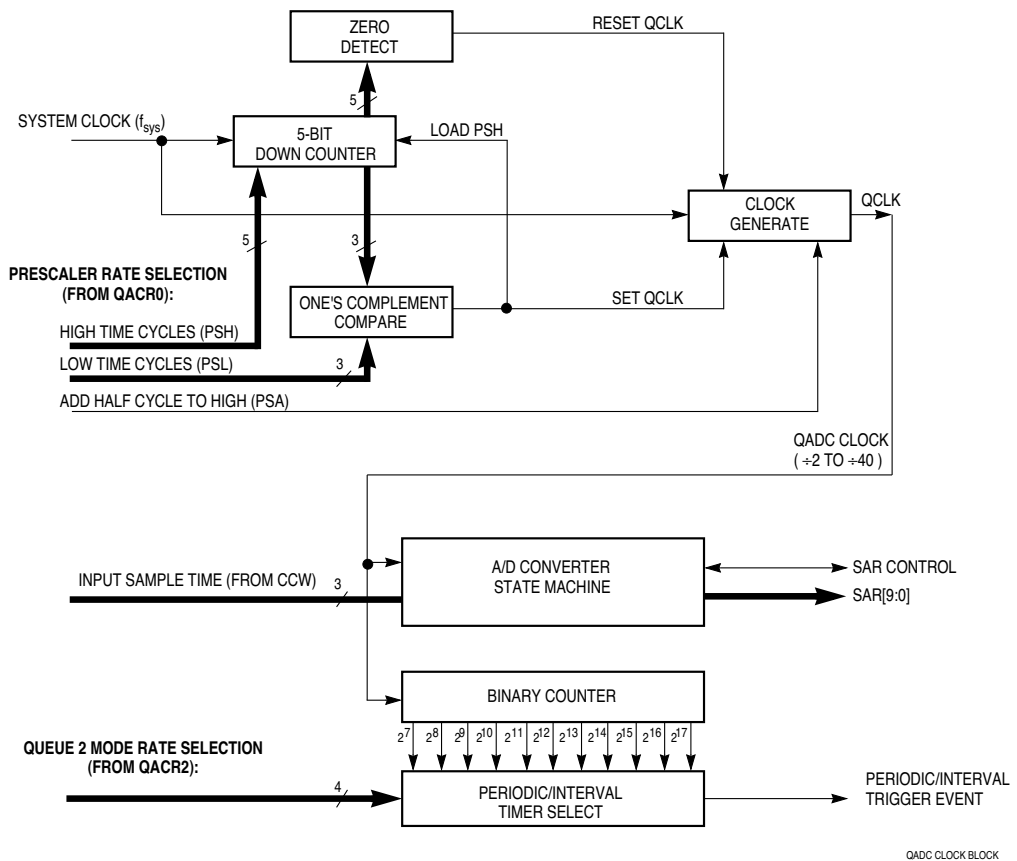 ZERO
DETECT
RESET QCLK
5
SYSTEM CLOCK (fsys)
5-BIT
DOWN COUNTER
LOAD PSH
CLOCK
GENERATE
QCLK
5
3
PRESCALER RATE SELECTION
(FROM QACR0):
ONE'S COMPLEMENT
COMPARE
SET QCLK
HIGH TIME CYCLES (PSH)
LOW TIME CYCLES (PSL)
3
ADD HALF CYCLE TO HIGH (PSA)
QADC CLOCK
( ÷2 TO ÷40 )
INPUT SAMPLE TIME (FROM CCW)
3
A/D CONVERTER
STATE MACHINE
SAR CONTROL
SAR[9:0]
BINARY COUNTER
2^7 2^8 2^9 2^10 2^11 2^12 2^13 2^14 2^15 2^16 2^17
QUEUE 2 MODE RATE SELECTION
(FROM QACR2):
4
PERIODIC/INTERVAL
TIMER SELECT
PERIODIC/INTERVAL
TRIGGER EVENT
QADC CLOCK BLOCK